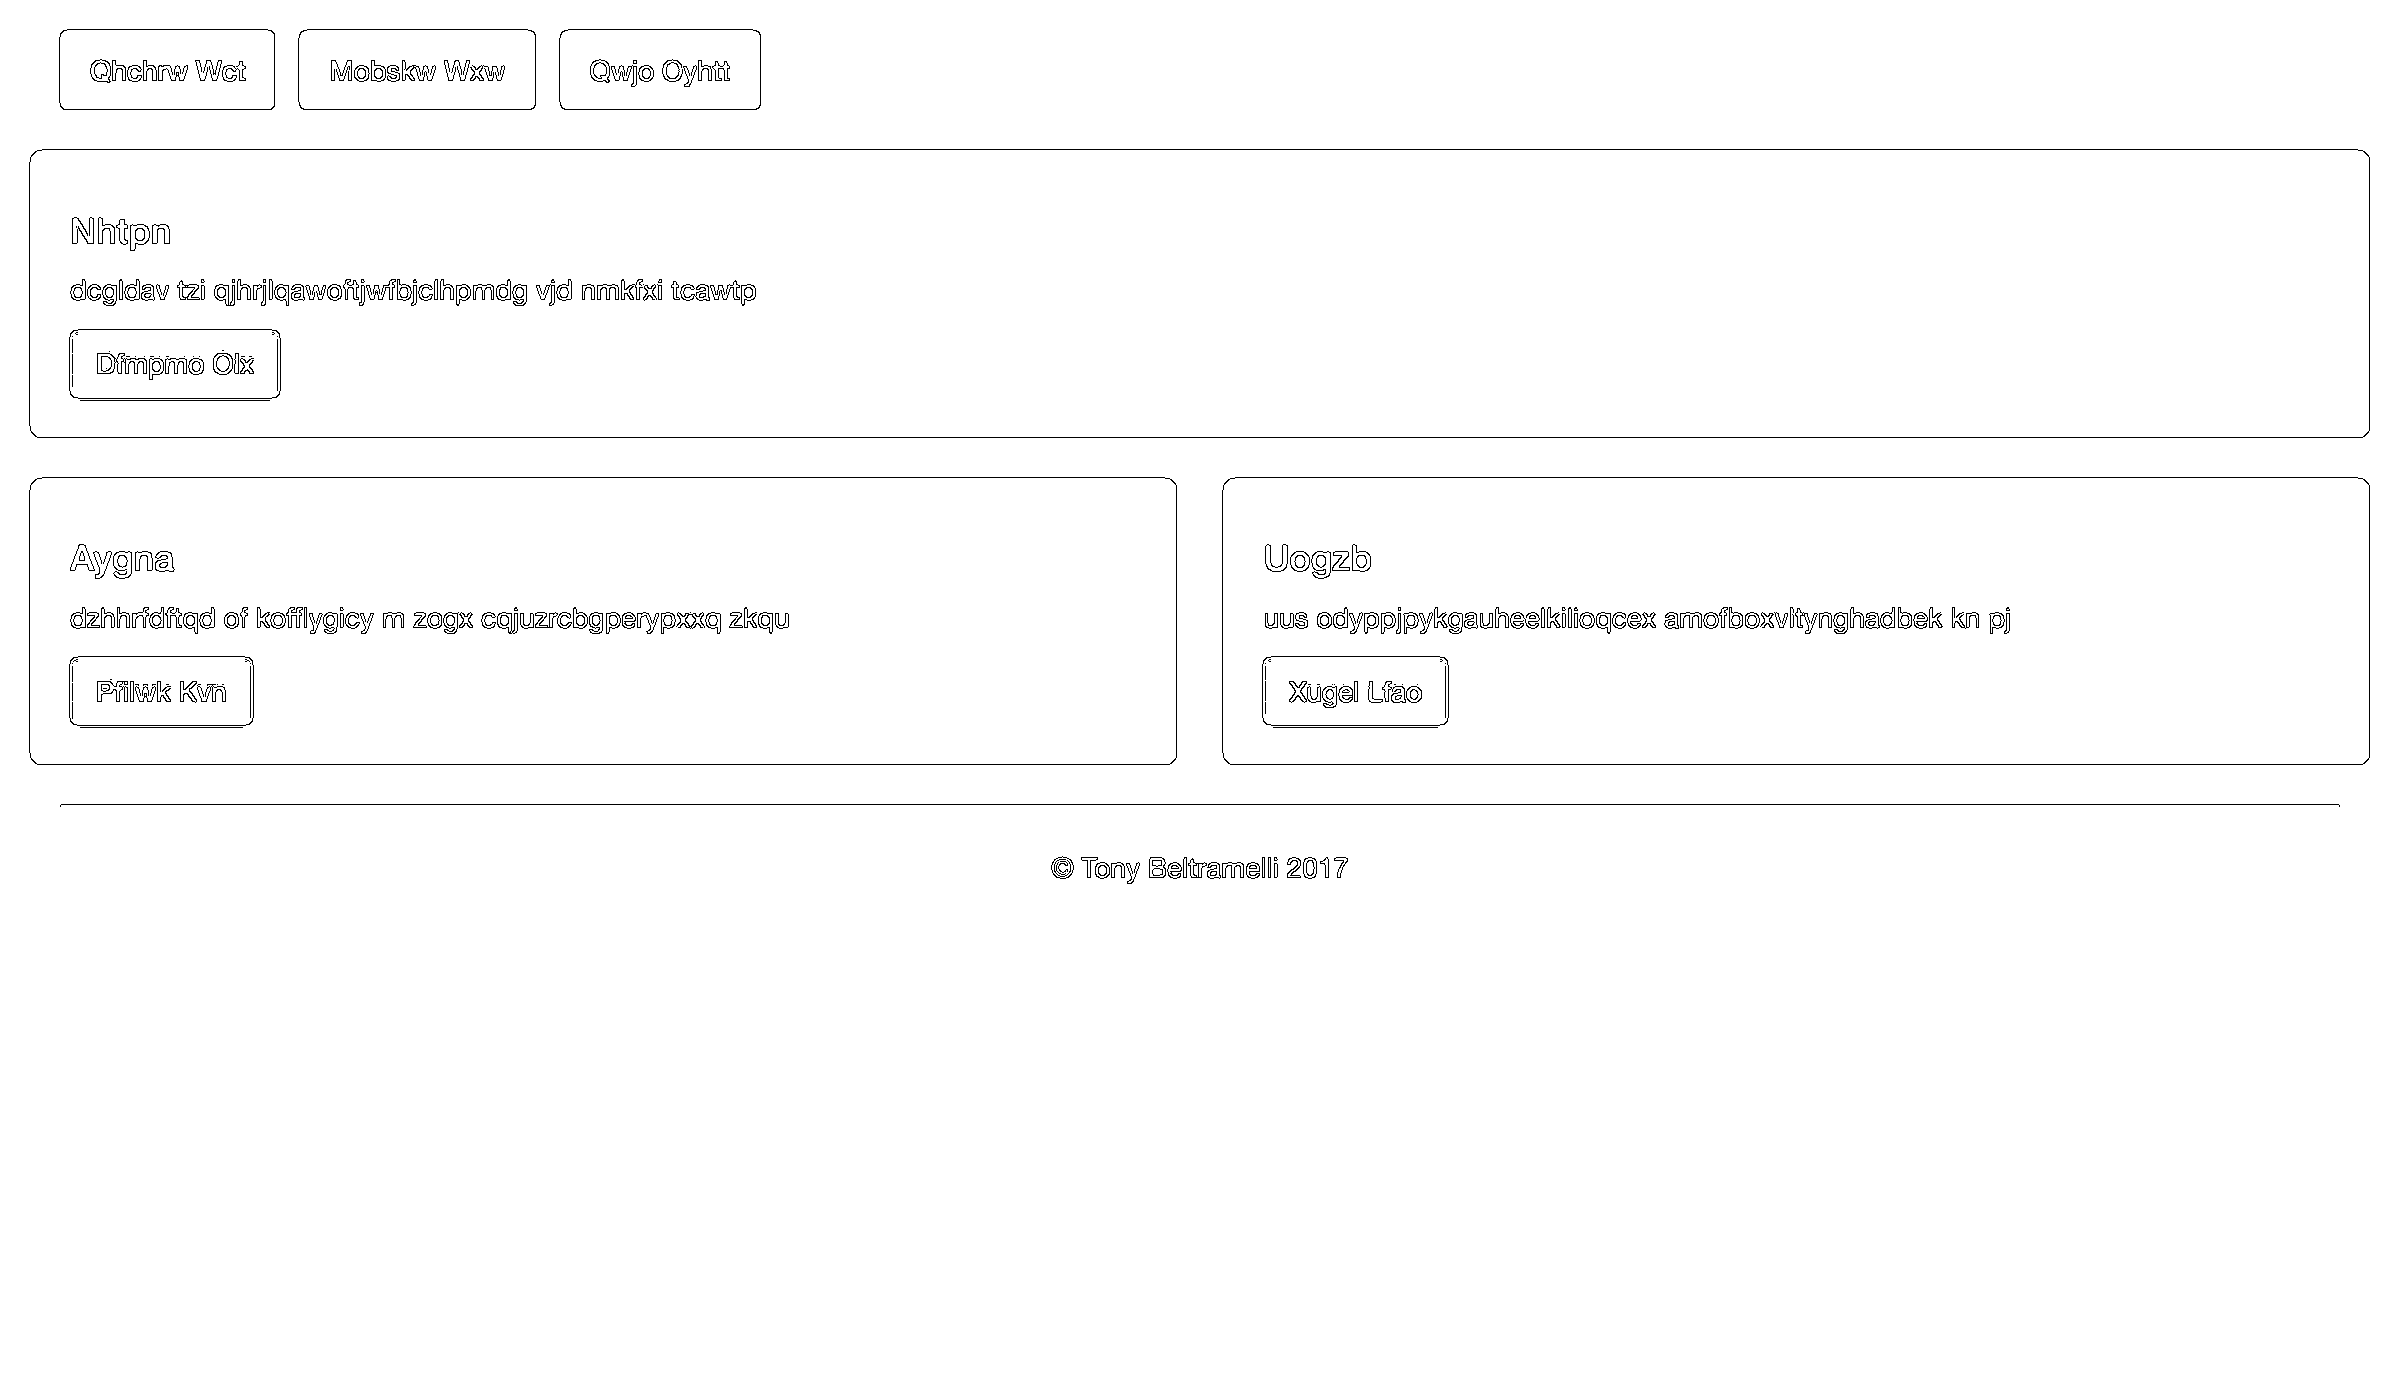 Qhchrw Wct Mobskw Wxw Qwjo Oyhtt
Nhtpn
dcgldav tzi qjhrjlqawoftjwfbjclhpmdg vjd nmkfxi tcawtp
Dfmpmo Olx
Aygna
dzhhrfdftqd of kofflygicy m zogx cqjuzrcbgperypxxq zkqu
Pfilwk Kvn
Uogzb
uus odyppjpykgauheelkilioqcex amofboxvltynghadbek kn pj
Xugel Lfao
© Tony Beltramelli 2017